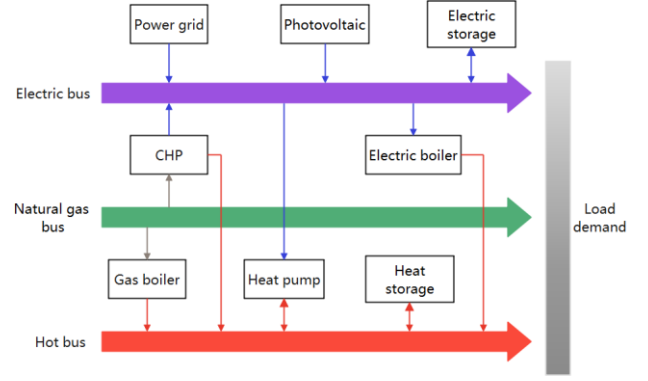 Power grid
Photovoltaic
Electric
storage
Electric bus
CHP
Electric boiler
Natural gas
bus
Load
demand
Gas boiler
Heat pump
Heat
storage
Hot bus